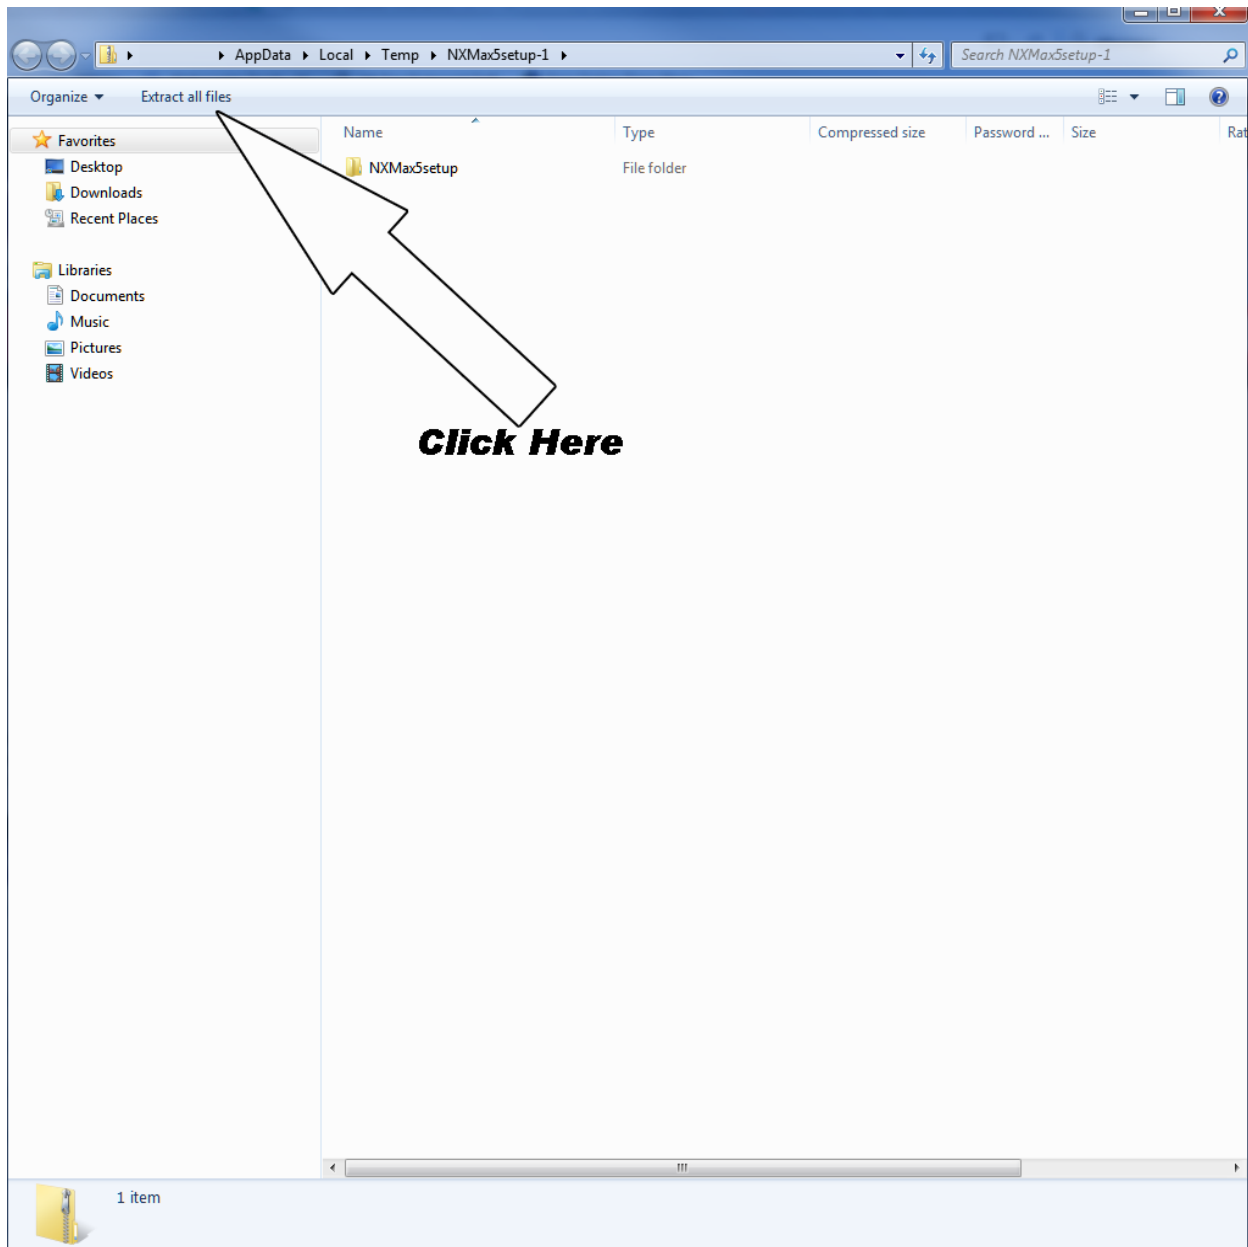 AppData Local Temp NXMax5setup-1 Search NXMax5setup-1
Organize Extract all files
Name Type Compressed size Password ... Size Rat
Favorites
Desktop
Downloads
Recent Places
Libraries
Documents
Music
Pictures
Videos
NXMax5setup File folder
Click Here
1 item